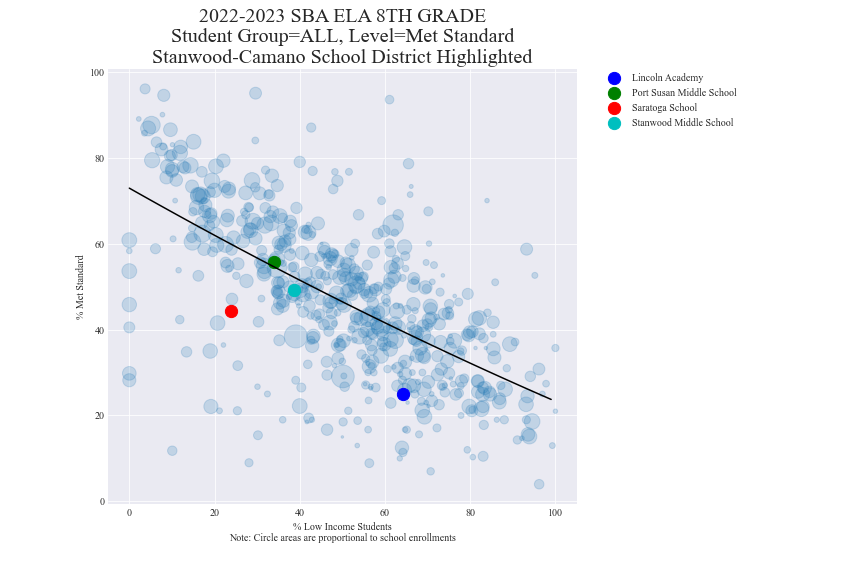 2022-2023 SBA ELA 8TH GRADE
Student Group=ALL, Level=Met Standard
Stanwood-Camano School District Highlighted
Lincoln Academy
Port Susan Middle School
Saratoga School
Stanwood Middle School
% Met Standard
100
80
60
40
20
0
0 20 40 60 80 100
% Low Income Students
Note: Circle areas are proportional to school enrollments